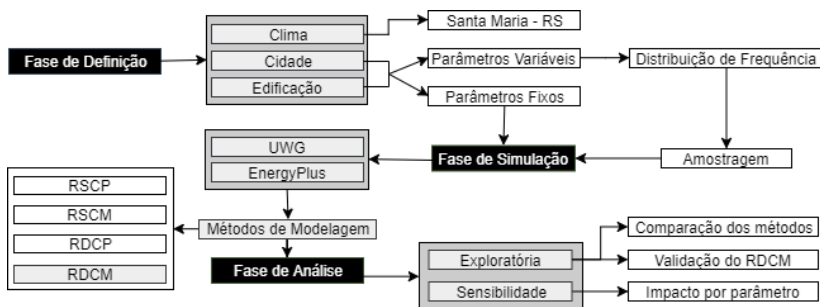 Santa Maria - RS
Clima
Fase de Definição
Cidade
Parâmetros Variáveis
Distribuição de Frequência
Edificação
Parâmetros Fixos
UWG
Fase de Simulação
Amostragem
EnergyPlus
RSCP
RSCM
Métodos de Modelagem
Comparação dos métodos
RDCP
Fase de Análise
Exploratória
Validação do RDCM
RDCM
Sensibilidade
Impacto por parâmetro